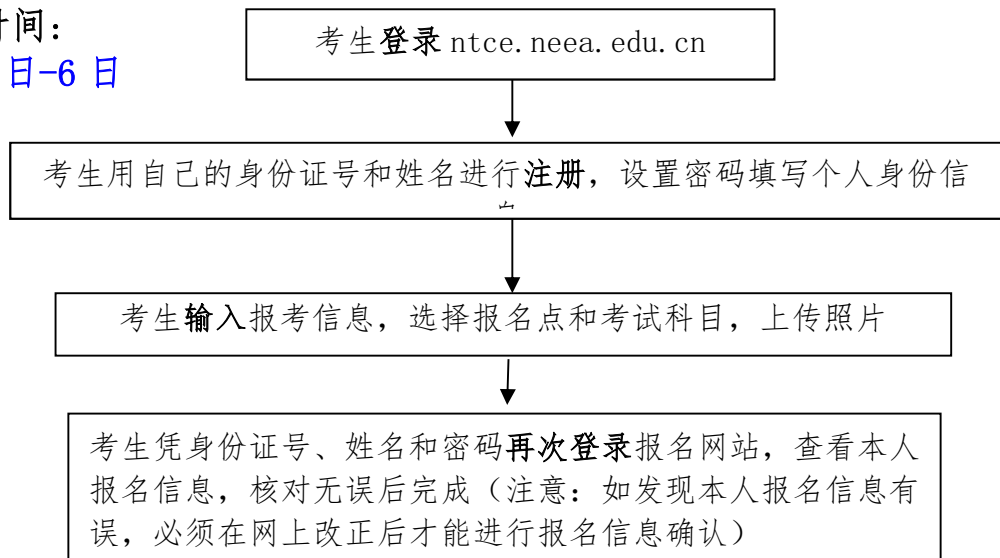 间：
日-6 日
考生登录 ntce.neea.edu.cn
考生用自己的身份证号和姓名进行注册，设置密码填写个人身份信
考生输入报考信息，选择报名点和考试科目，上传照片
考生凭身份证号、姓名和密码再次登录报名网站，查看本人
报名信息，核对无误后完成（注意：如发现本人报名信息有
误，必须在网上改正后才能进行报名信息确认）